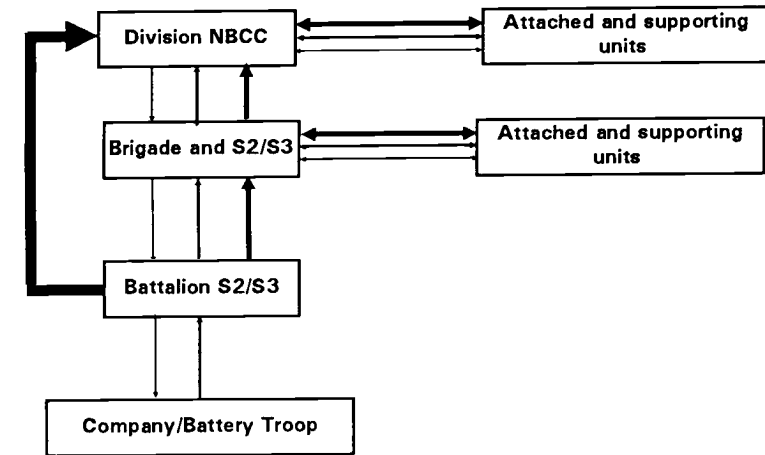 Division NBCC
Attached and supporting
units
Brigade and S2/S3
Attached and supporting
units
Battalion S2/S3
Company/Battery Troop